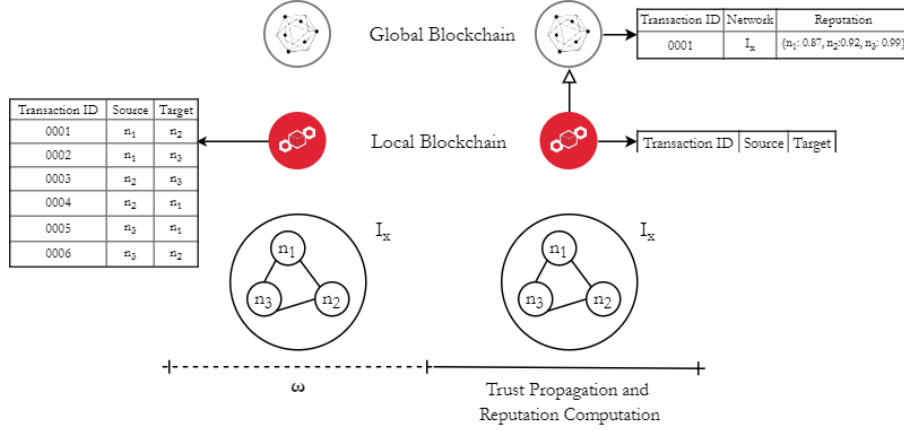 Global Blockchain
Transaction ID Network Reputation
0001 Iₓ {n₁: 0.87, n₂:0.92, n₃: 0.99}
Transaction ID Source Target
0001 n₁ n₂
0002 n₁ n₃
0003 n₂ n₃
0004 n₂ n₁
0005 n₃ n₁
0006 n₃ n₂
Local Blockchain
Transaction ID Source Target
Iₓ
n₁
n₃ n₂
Iₓ
n₁
n₃ n₂
ω
Trust Propagation and
Reputation Computation